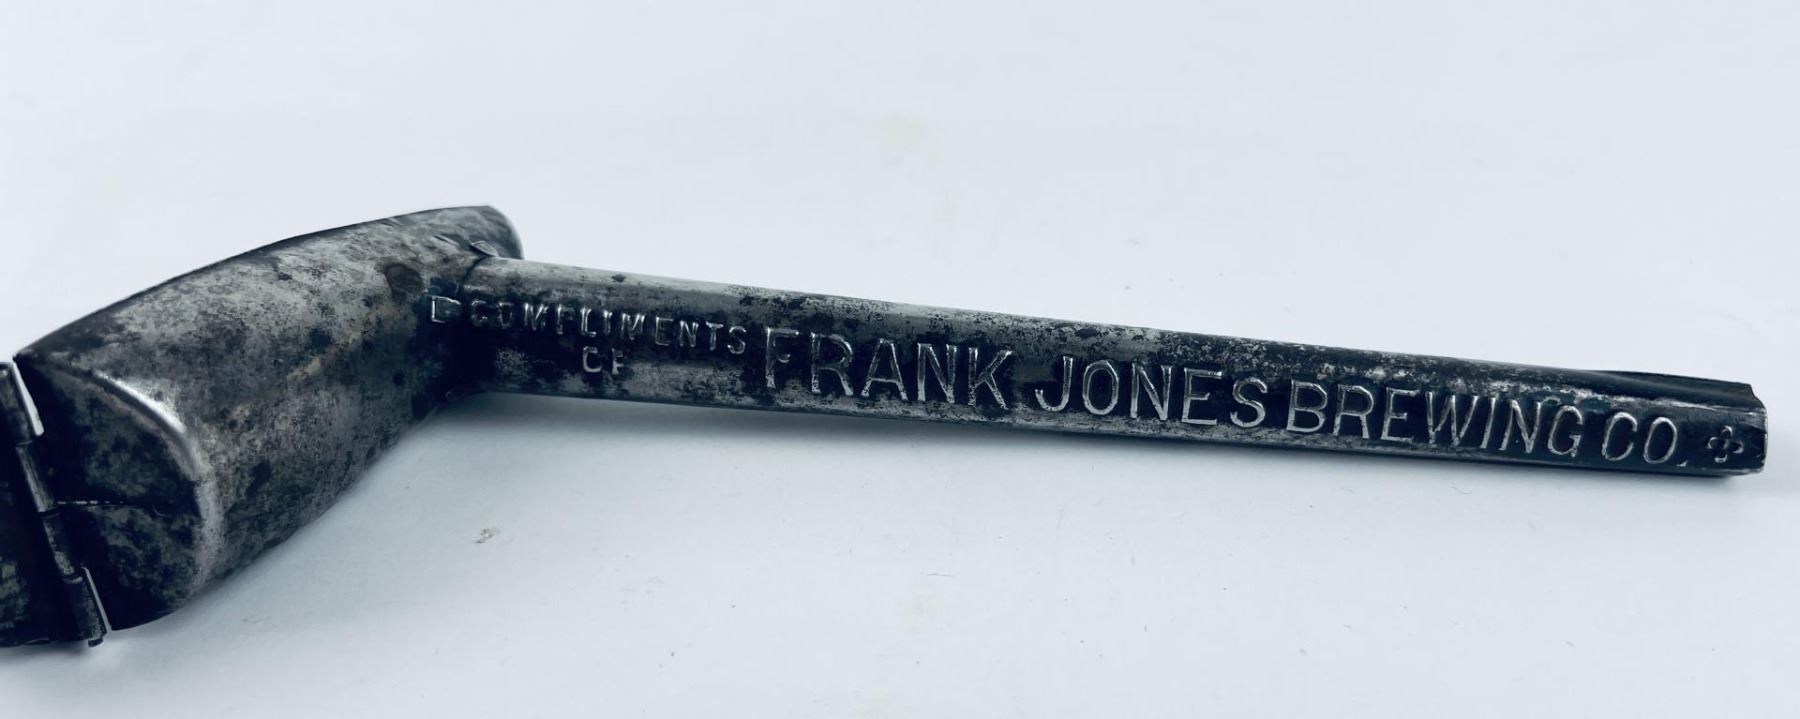 COMPLIMENTS
OF
FRANK JONES BREWING CO.